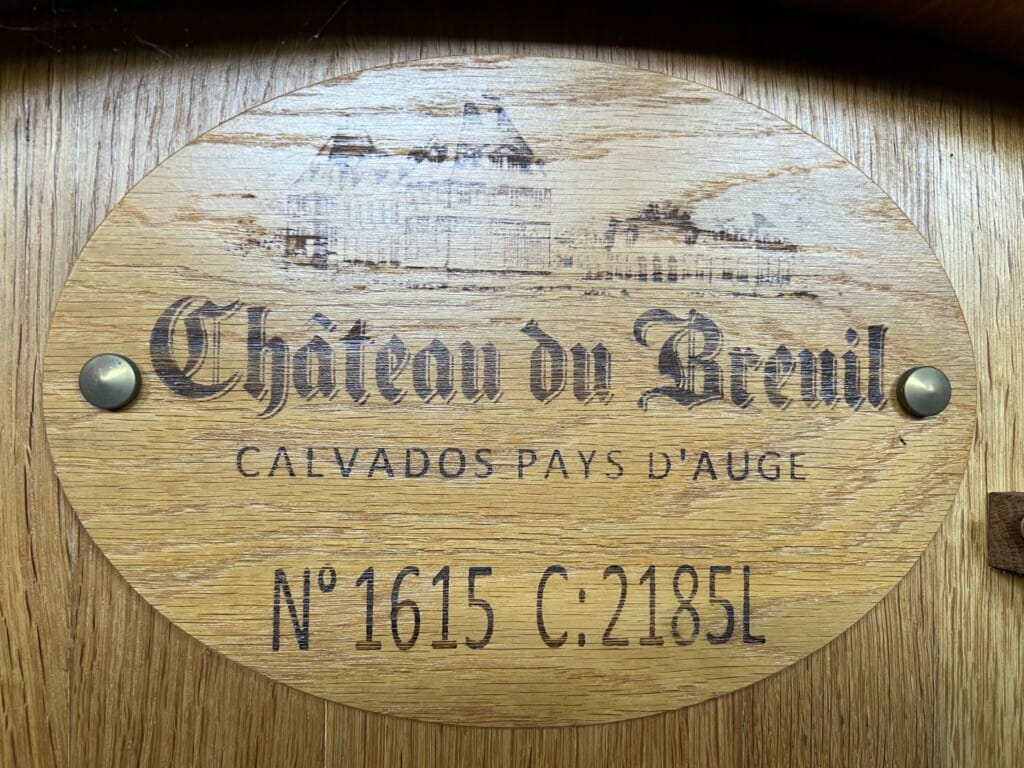 Château du Breuil
CALVADOS PAYS D'AUGE
N° 1615 C:2185L